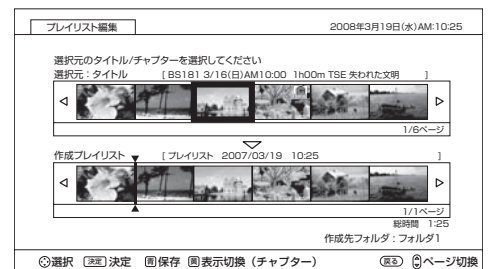 プレイリスト編集
2008年3月19日(水)AM:10:25
選択元のタイトル/チャプターを選択してください
選択元：タイトル [ BS181 3/16(日)AM10:00 1h00m TSE 失われた文明 ]
1/6ページ
作成プレイリスト [ プレイリスト 2007/03/19 10:25 ]
1/1ページ
総時間 1:25
作成先フォルダ：フォルダ1
選択 決定 決定 青 保存 黄 表示切換（チャプター） 戻る ページ切換